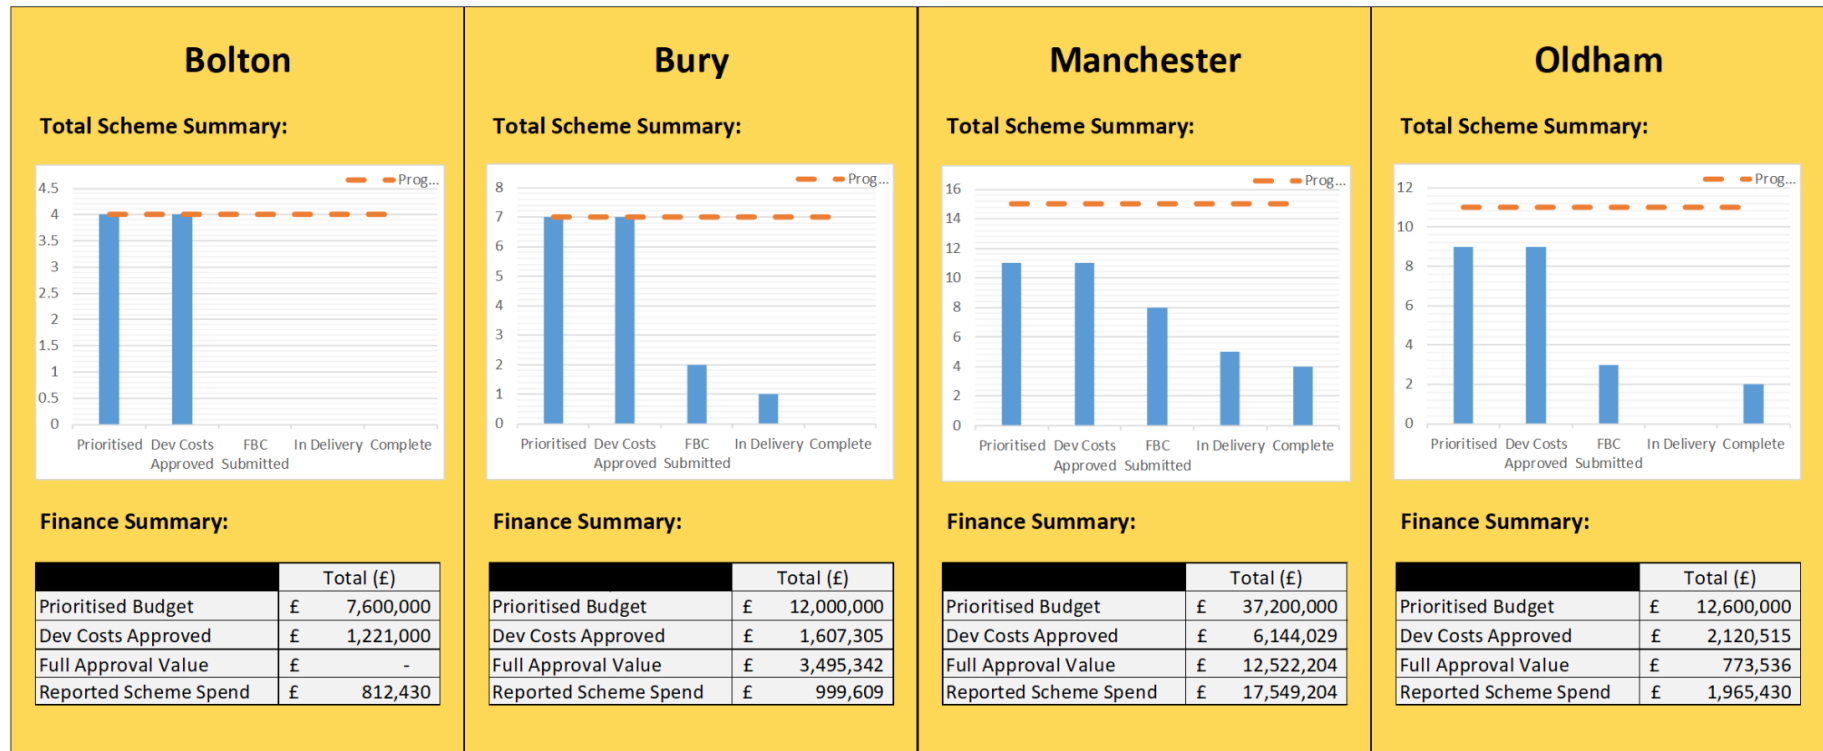 Bolton
Total Scheme Summary:
Prog...
4.5
4
3.5
3
2.5
2
1.5
1
0.5
0
Prioritised Dev Costs FBC In Delivery Complete
Approved Submitted
Finance Summary:
Total (£)
Prioritised Budget £ 7,600,000
Dev Costs Approved £ 1,221,000
Full Approval Value £ -
Reported Scheme Spend £ 812,430
Bury
Total Scheme Summary:
Prog...
8
7
6
5
4
3
2
1
0
Prioritised Dev Costs FBC In Delivery Complete
Approved Submitted
Finance Summary:
Total (£)
Prioritised Budget £ 12,000,000
Dev Costs Approved £ 1,607,305
Full Approval Value £ 3,495,342
Reported Scheme Spend £ 999,609
Manchester
Total Scheme Summary:
Prog...
16
14
12
10
8
6
4
2
0
Prioritised Dev Costs FBC In Delivery Complete
Approved Submitted
Finance Summary:
Total (£)
Prioritised Budget £ 37,200,000
Dev Costs Approved £ 6,144,029
Full Approval Value £ 12,522,204
Reported Scheme Spend £ 17,549,204
Oldham
Total Scheme Summary:
Prog...
12
10
8
6
4
2
0
Prioritised Dev Costs FBC In Delivery Complete
Approved Submitted
Finance Summary:
Total (£)
Prioritised Budget £ 12,600,000
Dev Costs Approved £ 2,120,515
Full Approval Value £ 773,536
Reported Scheme Spend £ 1,965,430